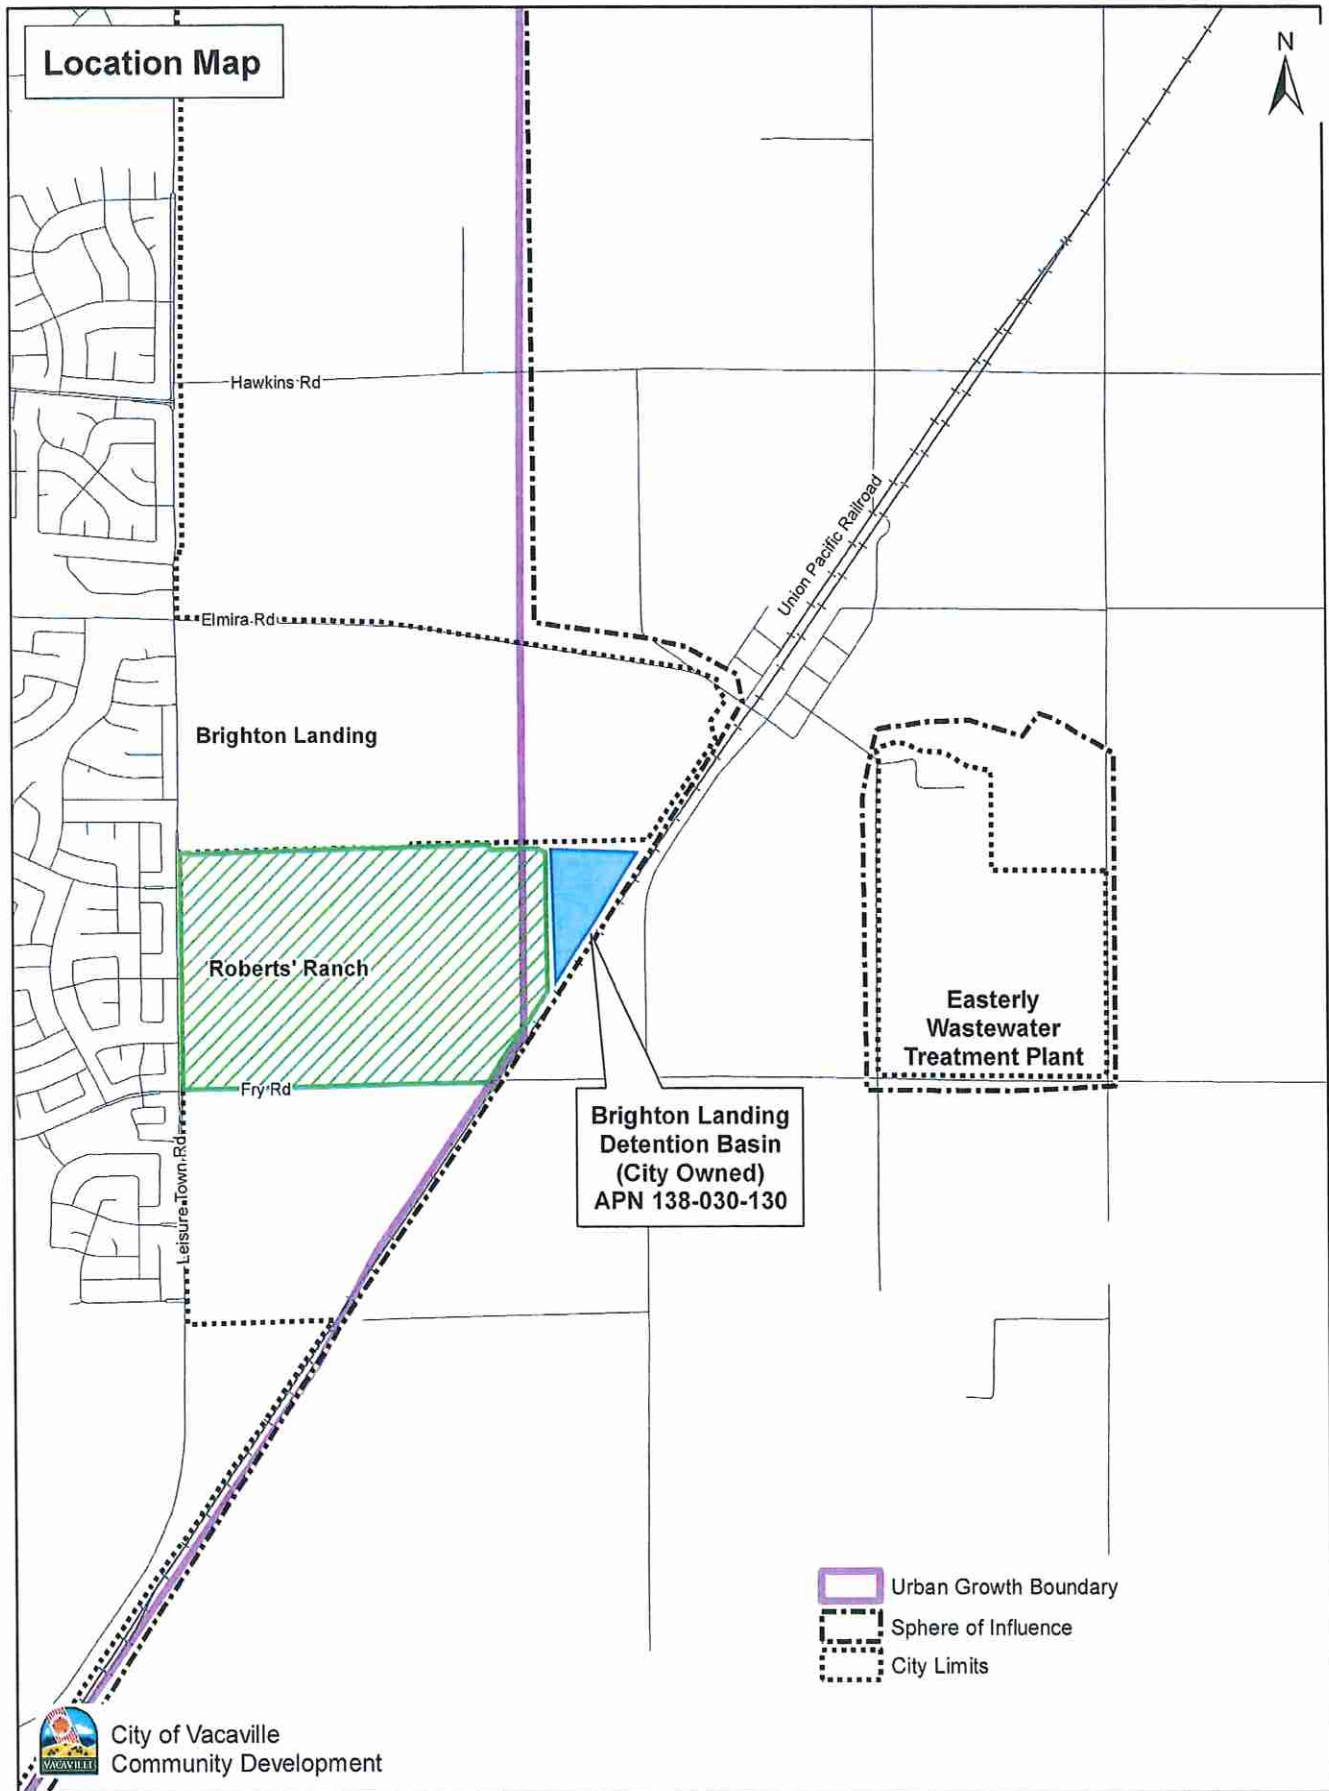 Location Map
N
Hawkins Rd
Union Pacific Railroad
Elmira Rd
Brighton Landing
Roberts' Ranch
Easterly
Wastewater
Treatment Plant
Fry Rd
Brighton Landing
Detention Basin
(City Owned)
APN 138-030-130
Leisure Town Rd
Urban Growth Boundary
Sphere of Influence
City Limits
VACAVILLE
City of Vacaville
Community Development